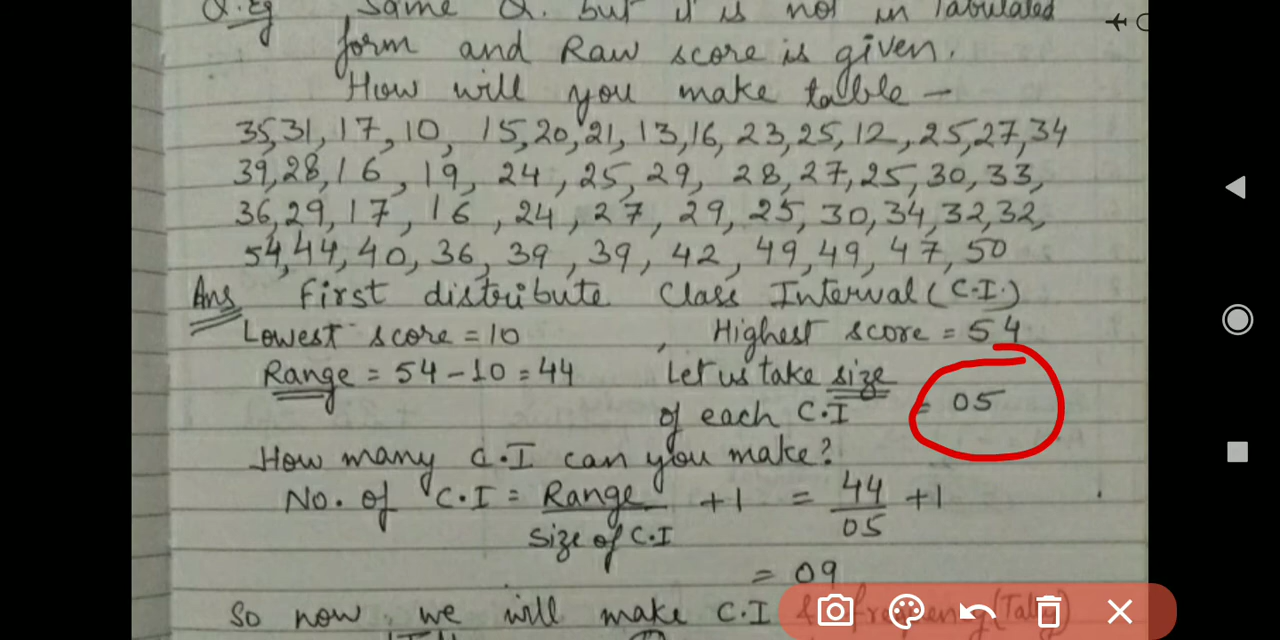 Q.Eg Same Q. but it is not in Tabulated
form and Raw score is given.
How will you make table -
35,31, 17, 10, 15,20,21, 13,16, 23,25, 12, 25,27,34
39,28, 16, 19, 24, 25, 29, 28, 27, 25, 30, 33,
36,29, 17, 16, 24, 27, 29, 25, 30, 34, 32,32,
54,44, 40, 36, 39, 39, 42, 49,49, 47, 50
Ans First distribute Class Interval (C.I.)
Lowest score = 10 , Highest score = 54
Range = 54 - 10 = 44 Let us take size
of each C.I = 05
How many C.I can you make?
No. of C.I = Range / Size of C.I + 1 = 44 / 05 + 1
= 09
So now, we will make C.I & frequency (Tally)